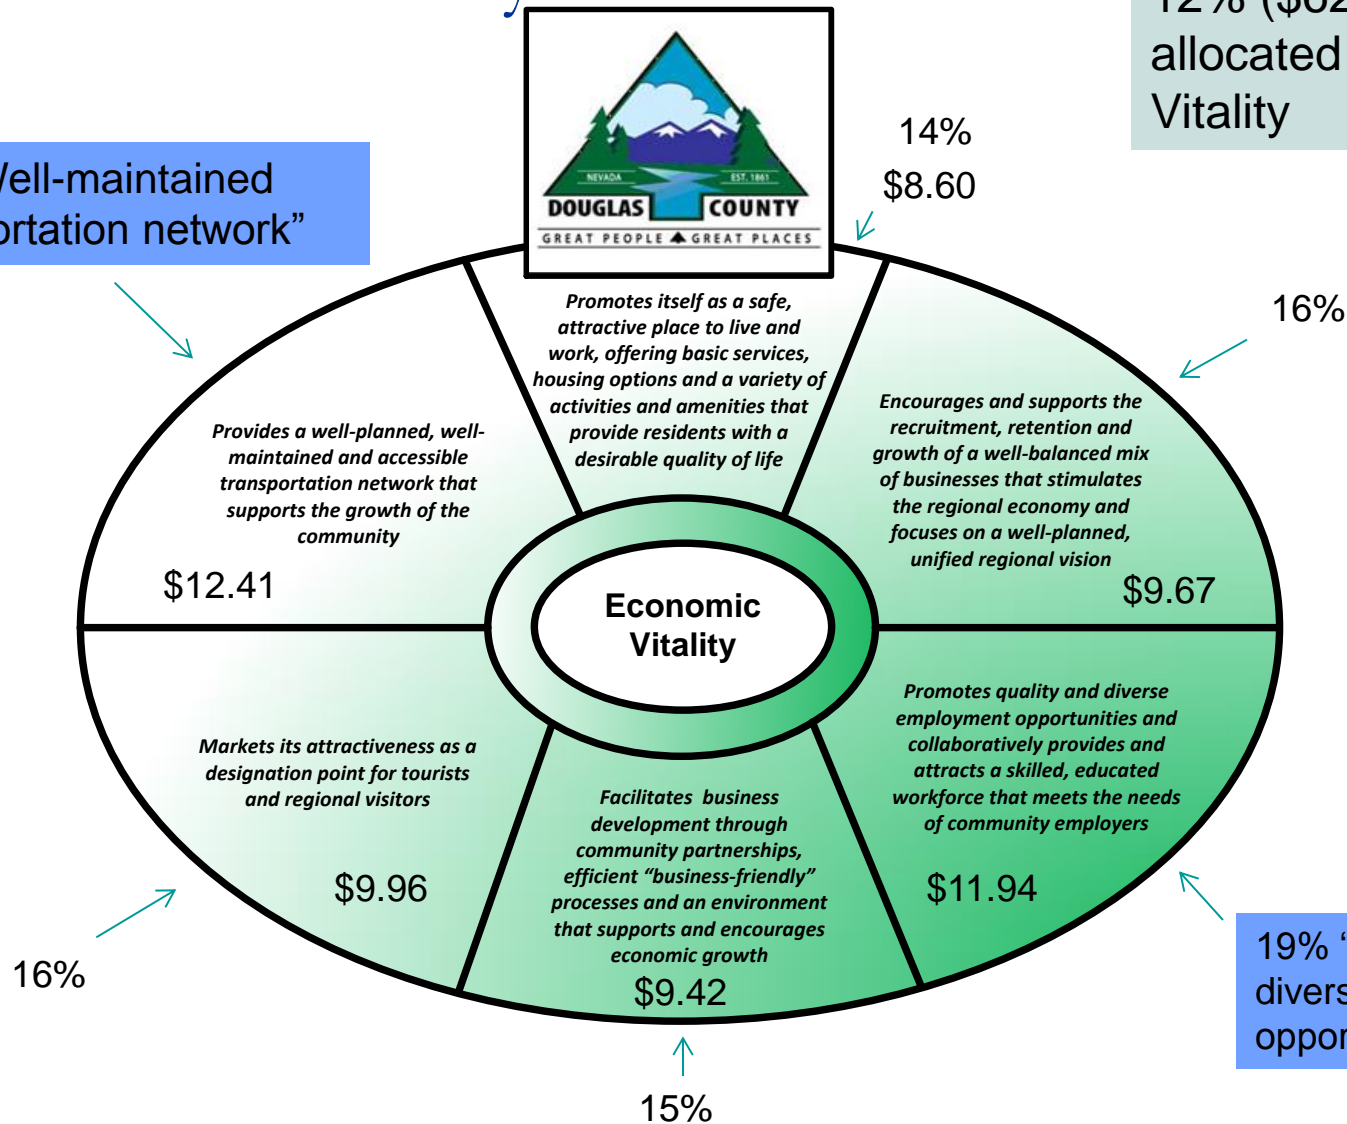 12% ($62
allocated
Vitality
Well-maintained
ortation network”
NEVADA
EST. 1861
DOUGLAS COUNTY
GREAT PEOPLE GREAT PLACES
14%
$8.60
16%
Promotes itself as a safe,
attractive place to live and
work, offering basic services,
housing options and a variety of
activities and amenities that
provide residents with a
desirable quality of life
Encourages and supports the
recruitment, retention and
growth of a well-balanced mix
of businesses that stimulates
the regional economy and
focuses on a well-planned,
unified regional vision
$9.67
Provides a well-planned, well-
maintained and accessible
transportation network that
supports the growth of the
community
$12.41
Economic
Vitality
Promotes quality and diverse
employment opportunities and
collaboratively provides and
attracts a skilled, educated
workforce that meets the needs
of community employers
$11.94
Markets its attractiveness as a
designation point for tourists
and regional visitors
$9.96
Facilitates business
development through
community partnerships,
efficient “business-friendly”
processes and an environment
that supports and encourages
economic growth
$9.42
16%
15%
19% “
divers
oppor